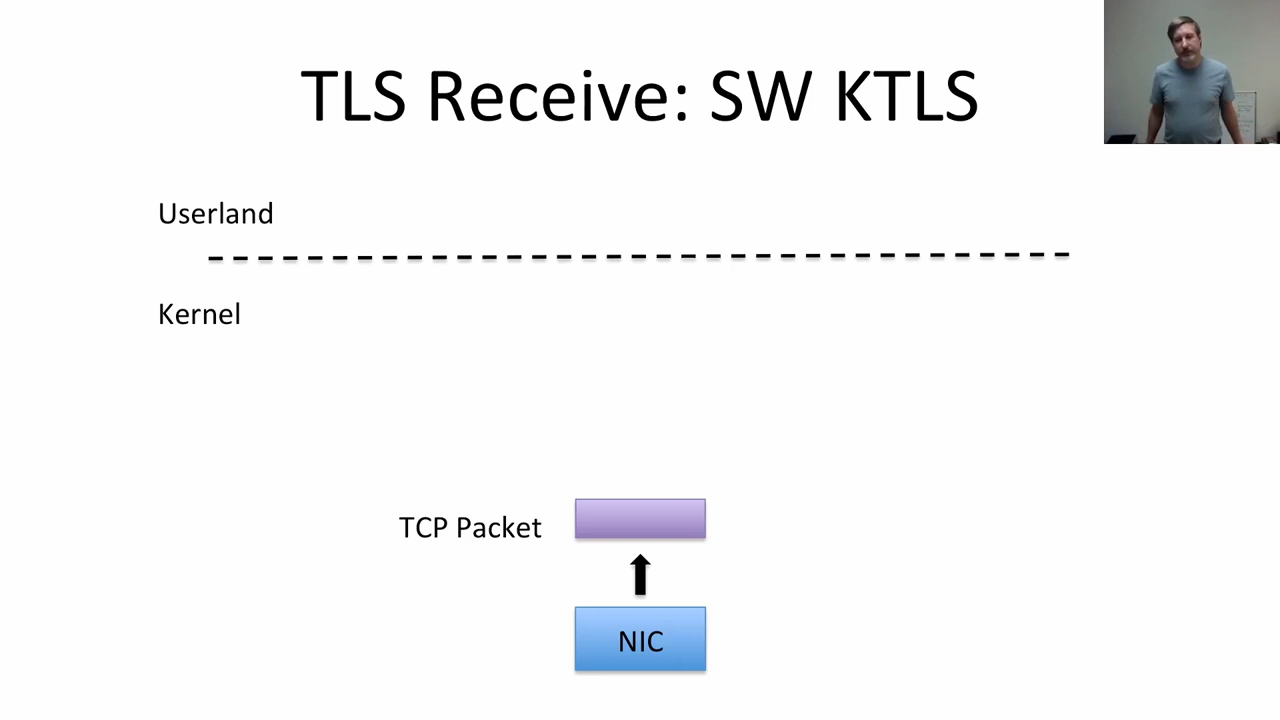 TLS Receive: SW KTLS
Userland
Kernel
TCP Packet
NIC